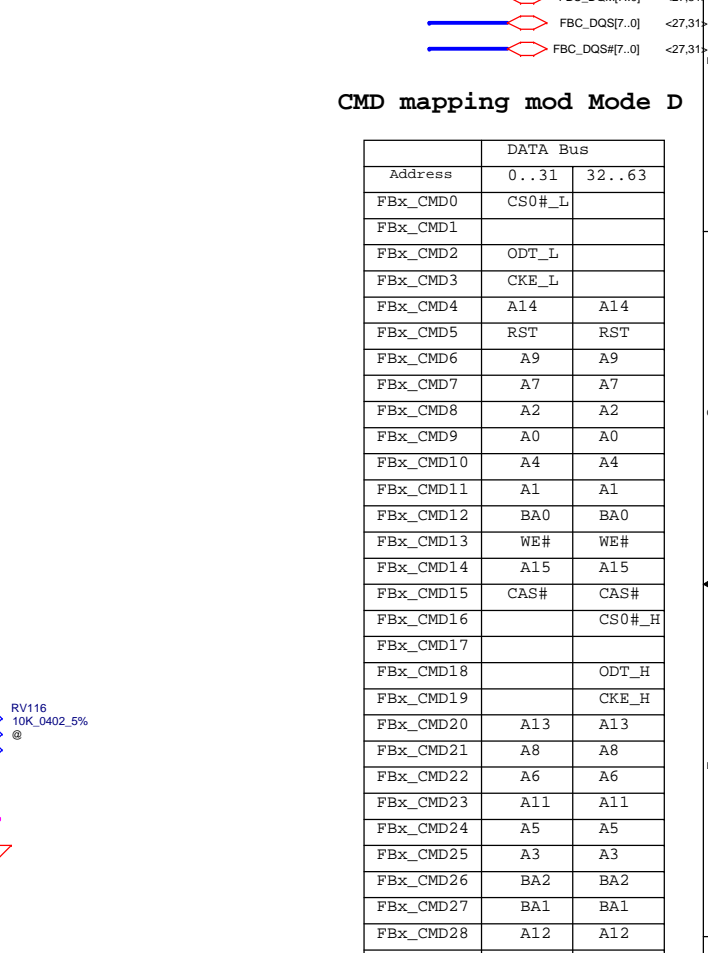 FBC_DQS[7..0] <27,31>
FBC_DQS#[7..0] <27,31>
CMD mapping mod Mode D
DATA Bus
Address 0..31 32..63
FBx_CMD0 CS0#_L
FBx_CMD1
FBx_CMD2 ODT_L
FBx_CMD3 CKE_L
FBx_CMD4 A14 A14
FBx_CMD5 RST RST
FBx_CMD6 A9 A9
FBx_CMD7 A7 A7
FBx_CMD8 A2 A2
FBx_CMD9 A0 A0
FBx_CMD10 A4 A4
FBx_CMD11 A1 A1
FBx_CMD12 BA0 BA0
FBx_CMD13 WE# WE#
FBx_CMD14 A15 A15
FBx_CMD15 CAS# CAS#
FBx_CMD16 CS0#_H
FBx_CMD17
FBx_CMD18 ODT_H
FBx_CMD19 CKE_H
RV116
10K_0402_5%
@
FBx_CMD20 A13 A13
FBx_CMD21 A8 A8
FBx_CMD22 A6 A6
FBx_CMD23 A11 A11
FBx_CMD24 A5 A5
FBx_CMD25 A3 A3
FBx_CMD26 BA2 BA2
FBx_CMD27 BA1 BA1
FBx_CMD28 A12 A12